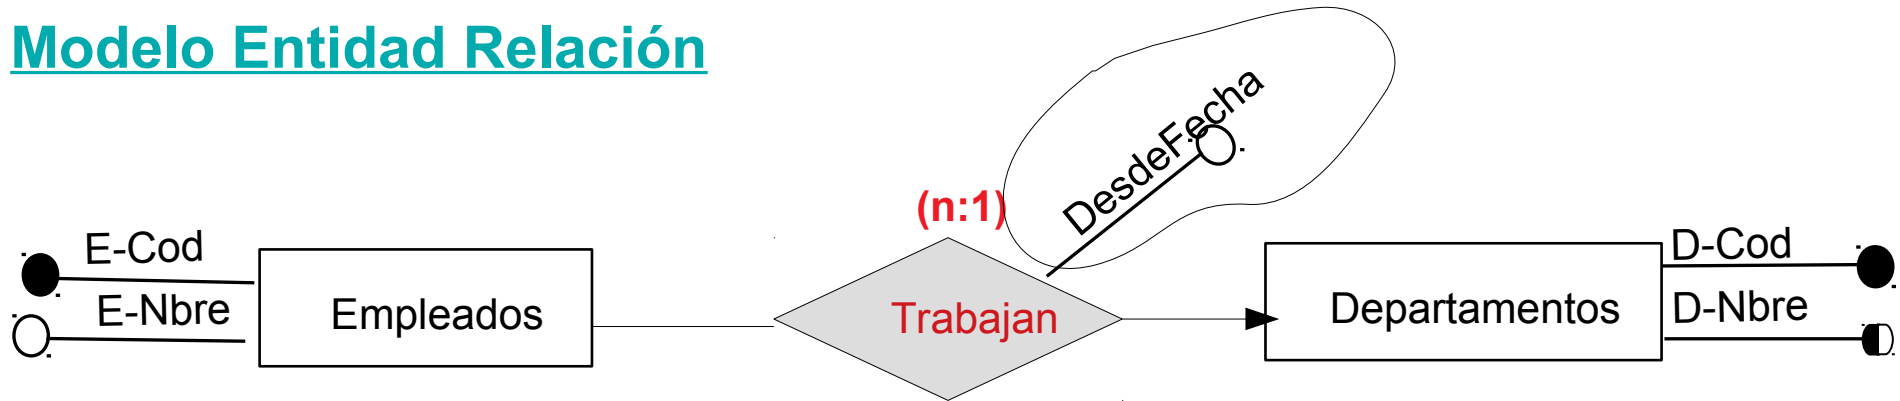 Modelo Entidad Relación
DesdeFecha
(n:1)
E-Cod
E-Nbre
Empleados
Trabajan
Departamentos
D-Cod
D-Nbre